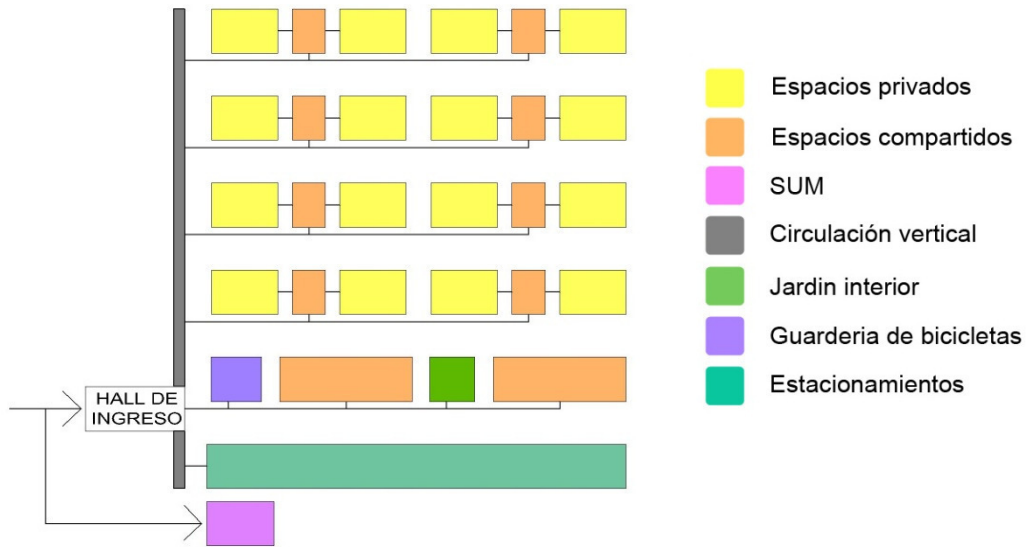 Espacios privados
Espacios compartidos
SUM
Circulación vertical
Jardin interior
Guarderia de bicicletas
Estacionamientos
HALL DE
INGRESO